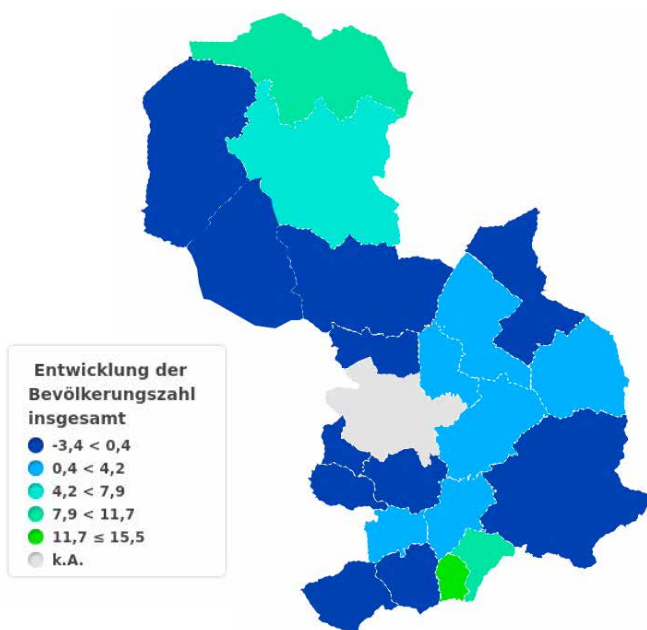 Entwicklung der
Bevölkerungszahl
insgesamt
-3,4 < 0,4
0,4 < 4,2
4,2 < 7,9
7,9 < 11,7
11,7 ≤ 15,5
k.A.